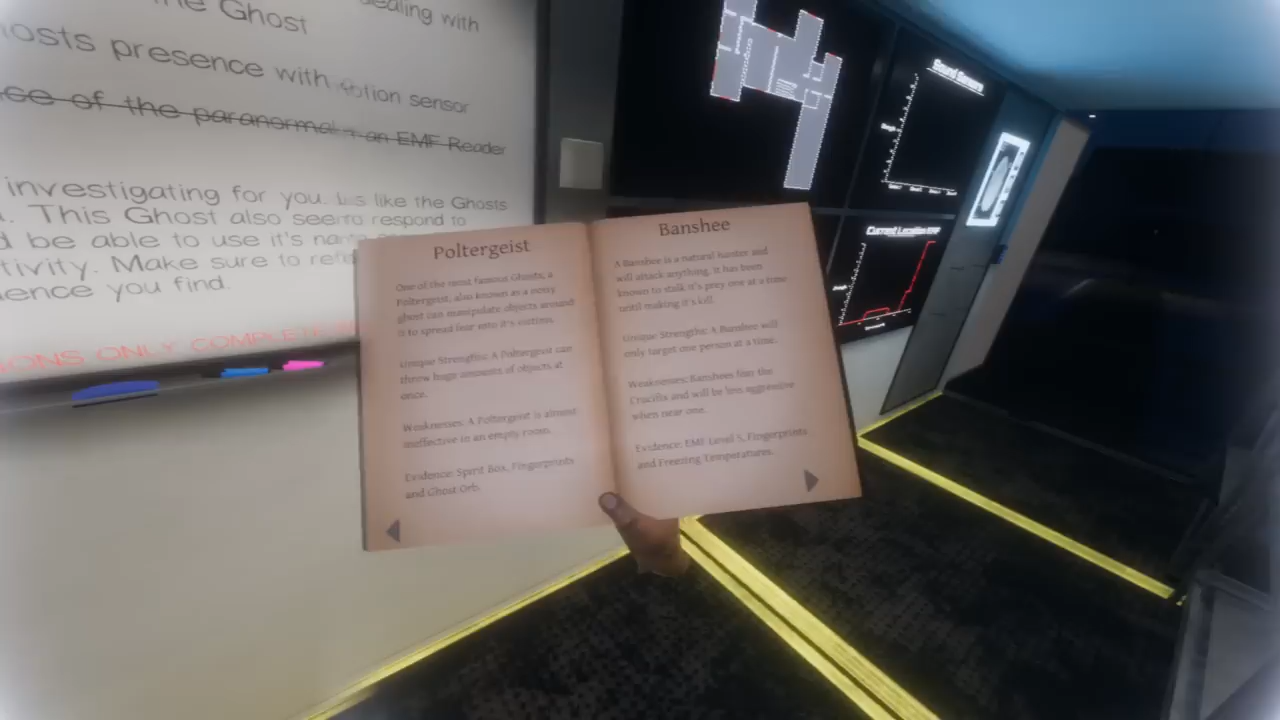 the Ghost
dealing with
hosts presence with a motion sensor
ce of the paranormal an EMF Reader
investigating for you. like the Ghosts
. This Ghost also seems to respond to
d be able to use it's
tivity. Make sure to
ence you find.
IONS ONLY
Poltergeist
One of the most famous Ghosts, a
Poltergeist, also known as a noisy
ghost can manipulate objects around
it to spread fear into it's victims.
Unique Strengths: A Poltergeist can
throw huge amounts of objects at
once.
Weaknesses: A Poltergeist is almost
ineffective in an empty room.
Evidence: Spirit Box, Fingerprints
and Ghost Orb.
Banshee
A Banshee is a natural hunter and
will attack anything. It has been
known to stalk it's prey one at a time
until making it's kill.
Unique Strengths: A Banshee will
only target one person at a time.
Weaknesses: Banshees fear the
Crucifix and will be less aggressive
when near one.
Evidence: EMF Level 5, Fingerprints
and Freezing Temperatures.
Sound Sensors
Current Location EMF